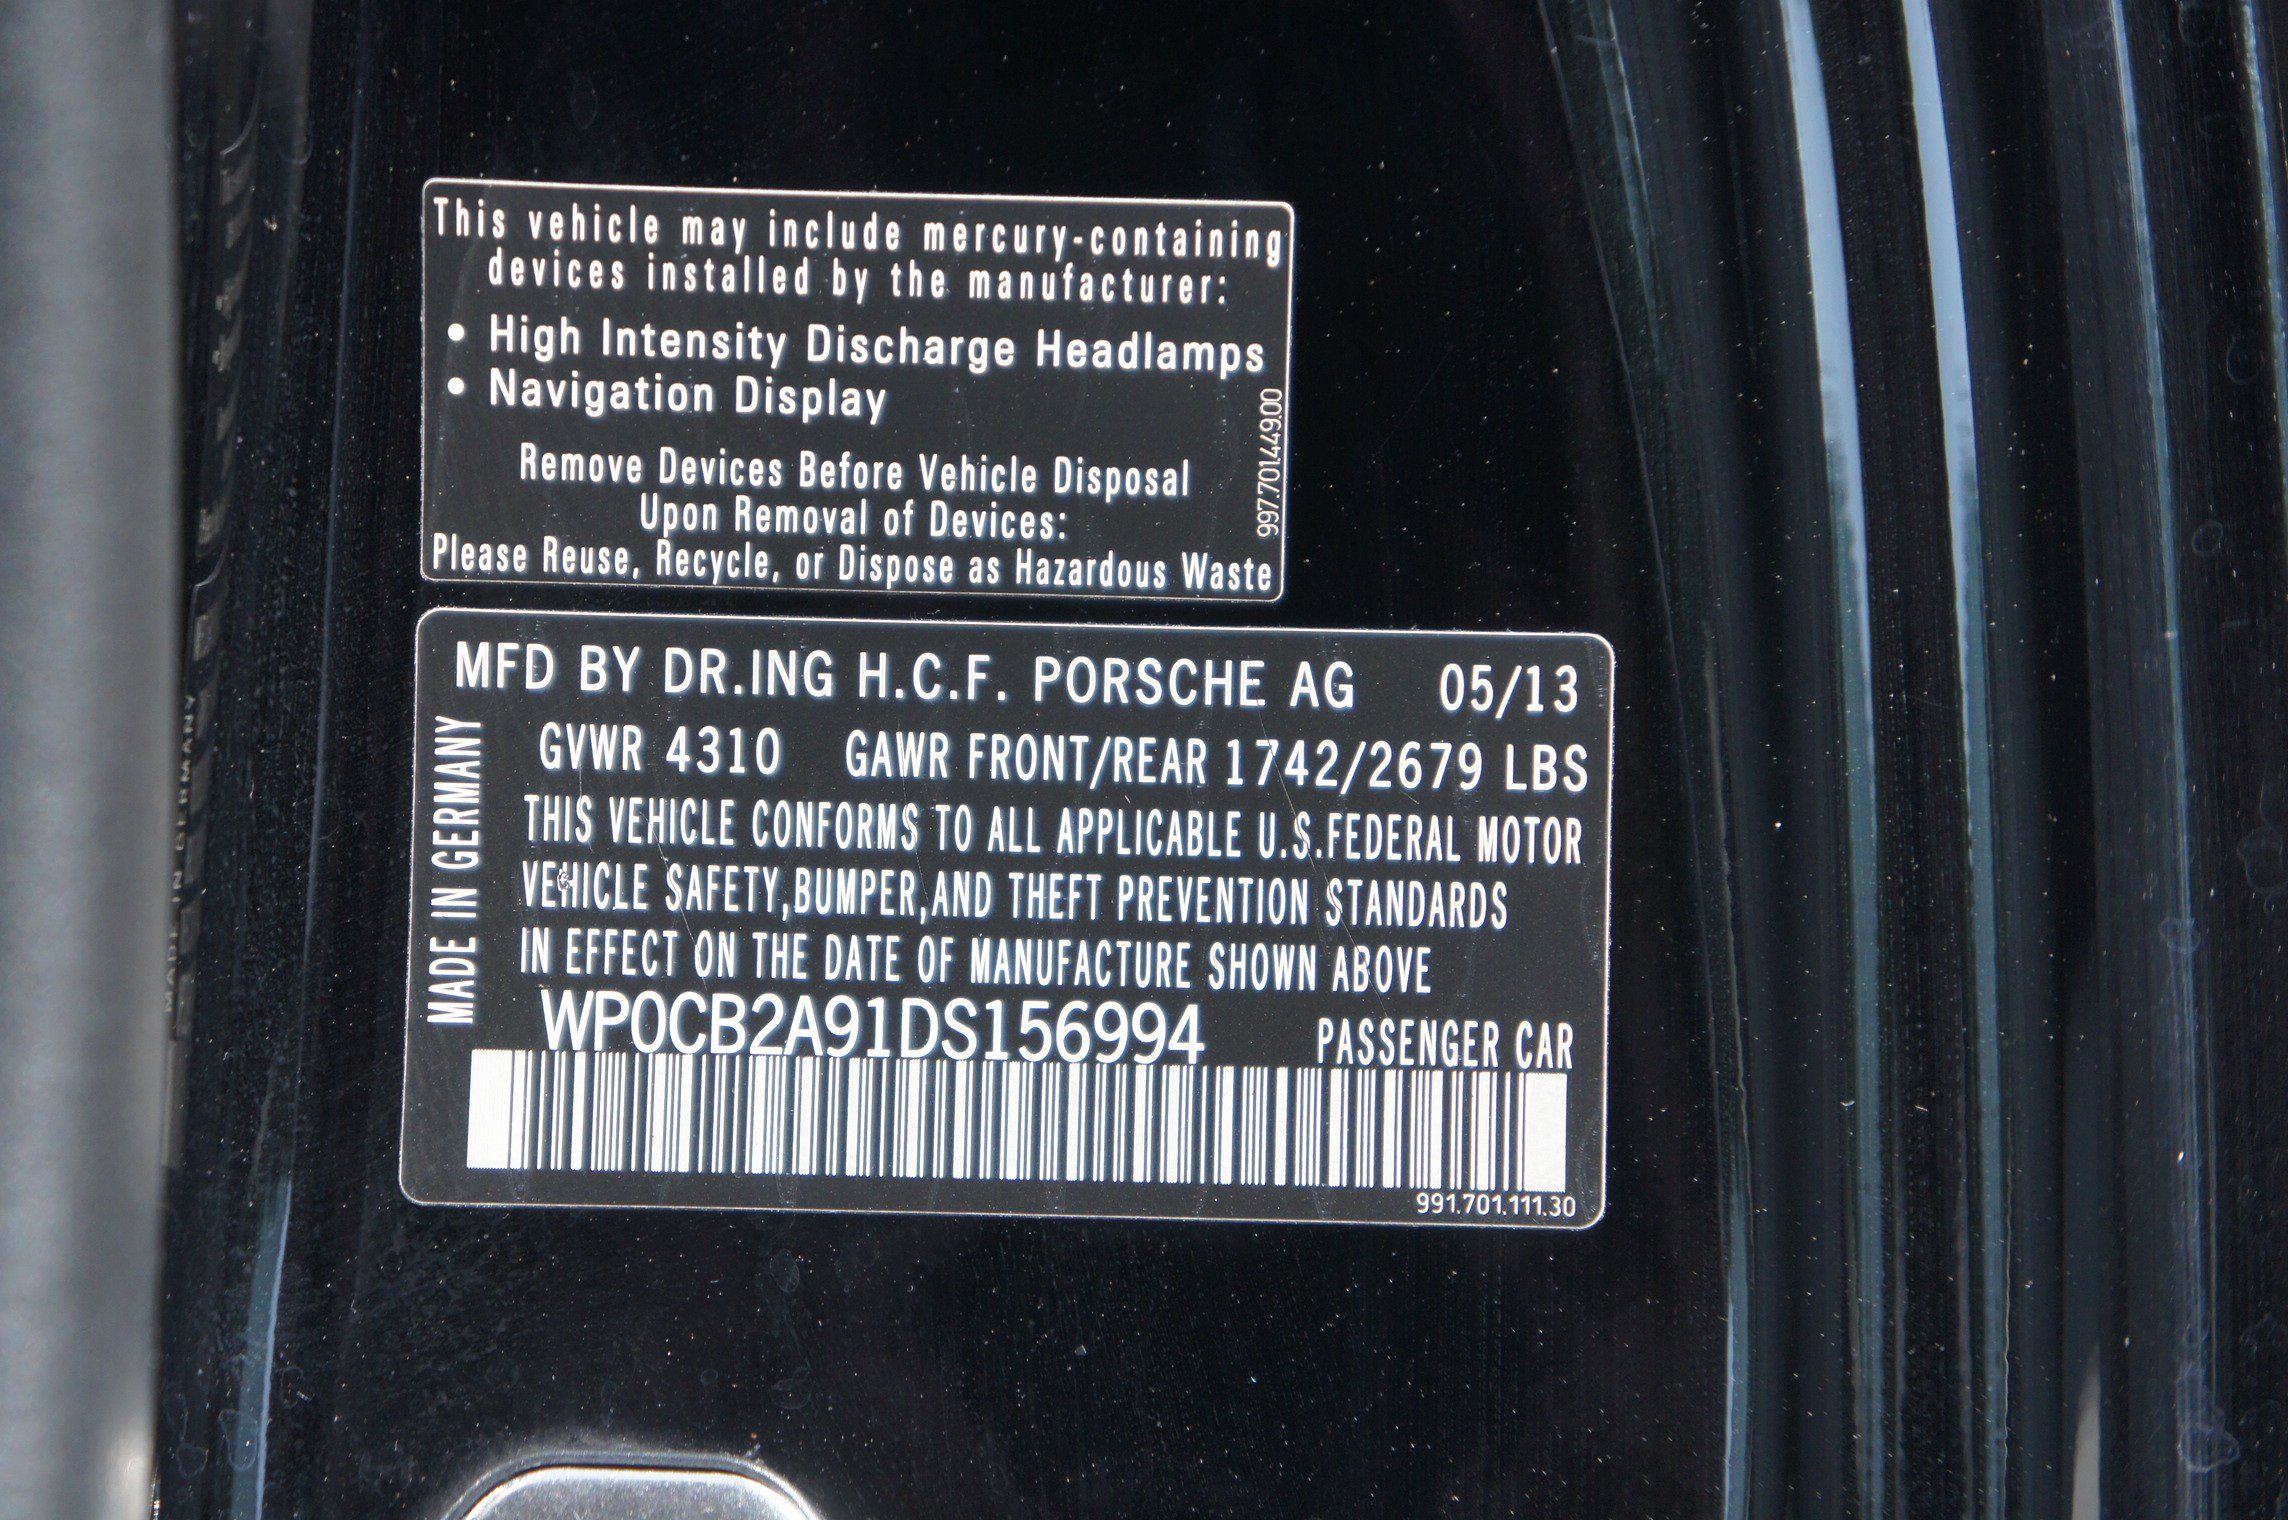 This vehicle may include mercury-containing
devices installed by the manufacturer:
• High Intensity Discharge Headlamps
• Navigation Display
Remove Devices Before Vehicle Disposal
Upon Removal of Devices:
Please Reuse, Recycle, or Dispose as Hazardous Waste
997.701.449.00
MFD BY DR.ING H.C.F. PORSCHE AG 05/13
GVWR 4310 GAWR FRONT/REAR 1742/2679 LBS
THIS VEHICLE CONFORMS TO ALL APPLICABLE U.S.FEDERAL MOTOR
VEHICLE SAFETY,BUMPER,AND THEFT PREVENTION STANDARDS
IN EFFECT ON THE DATE OF MANUFACTURE SHOWN ABOVE
MADE IN GERMANY
WP0CB2A91DS156994 PASSENGER CAR
991.701.111.30